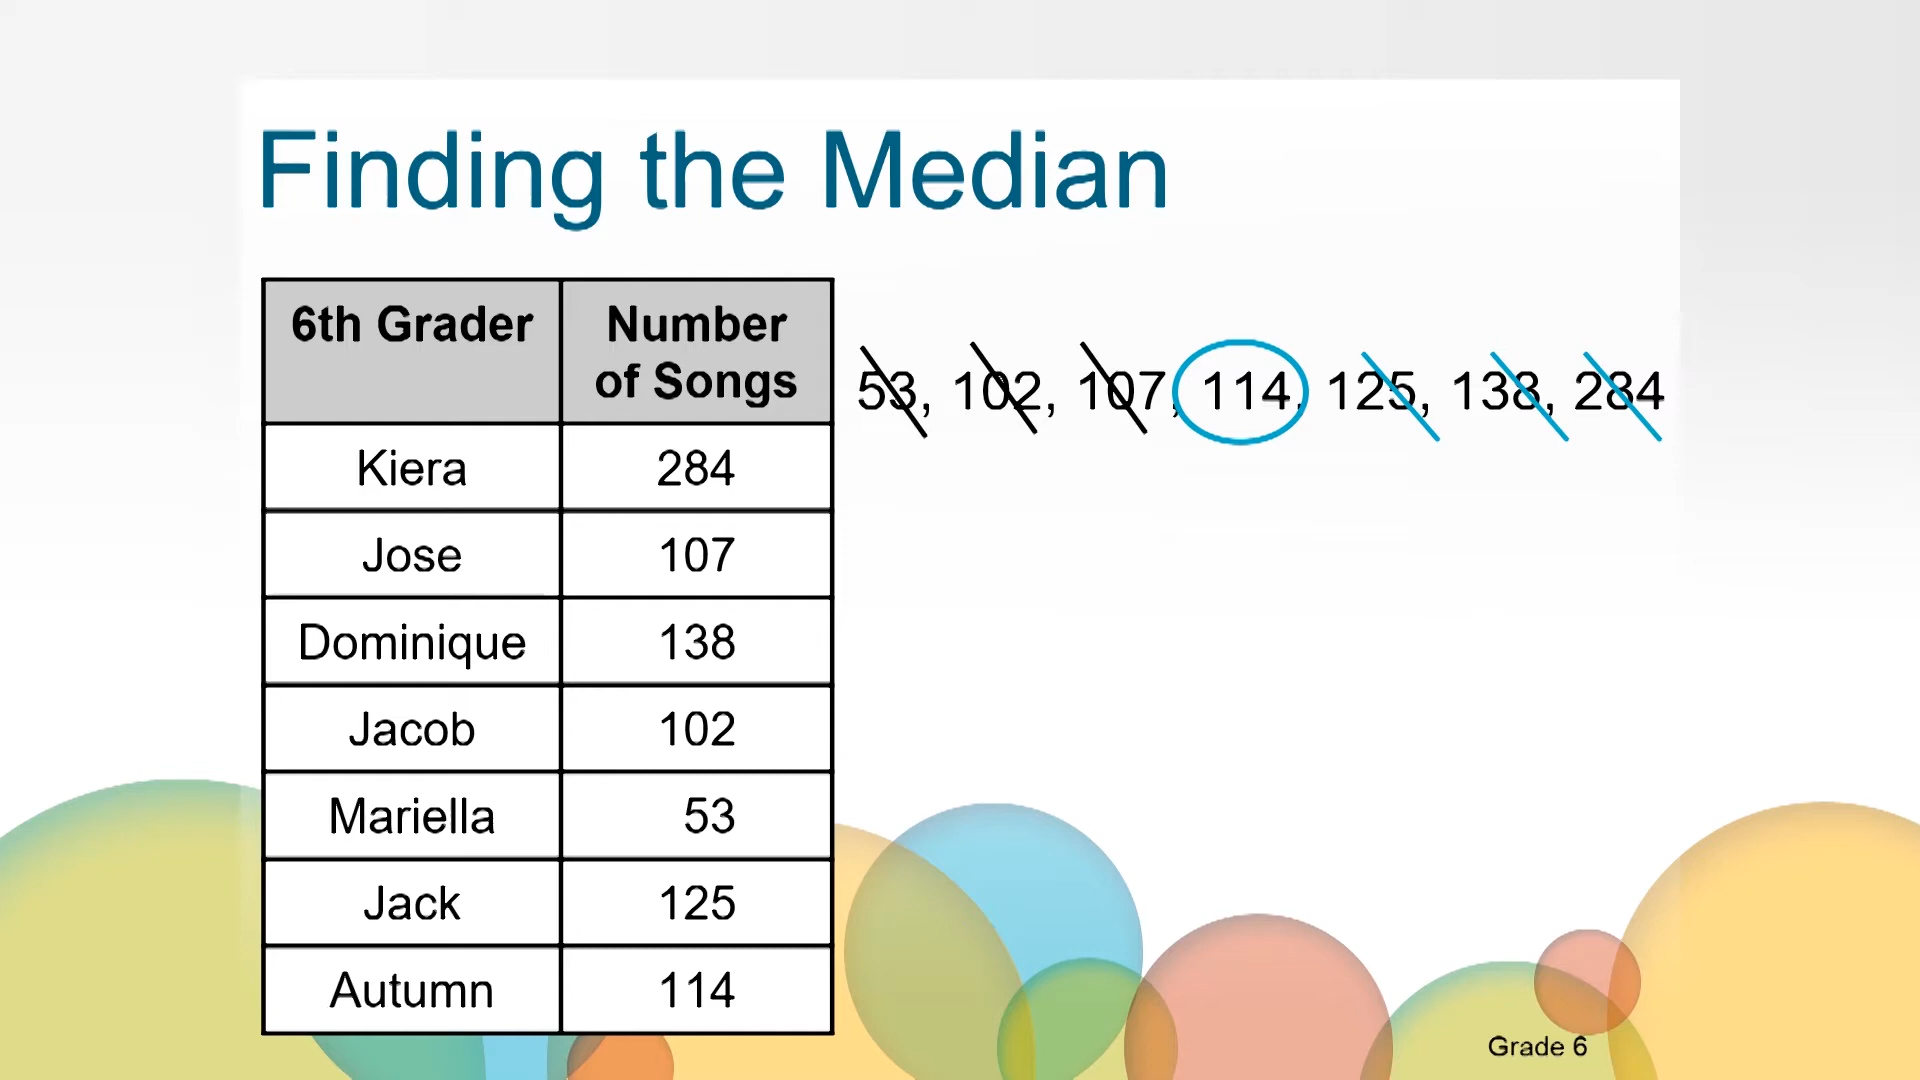 Finding the Median
6th Grader Number of Songs
53, 102, 107, 114, 125, 138, 284
Kiera 284
Jose 107
Dominique 138
Jacob 102
Mariella 53
Jack 125
Autumn 114
Grade 6